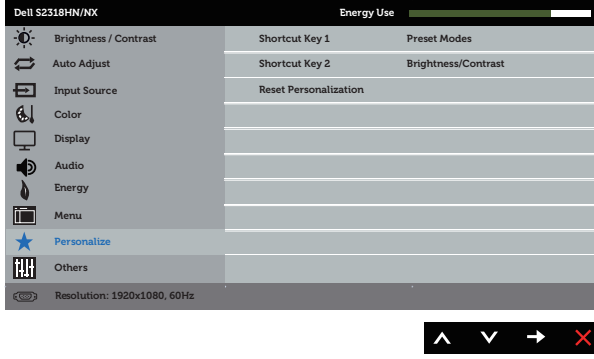 Dell S2318HN/NX Energy Use
Brightness / Contrast Shortcut Key 1 Preset Modes
Auto Adjust Shortcut Key 2 Brightness/Contrast
Input Source Reset Personalization
Color
Display
Audio
Energy
Menu
Personalize
Others
Resolution: 1920x1080, 60Hz